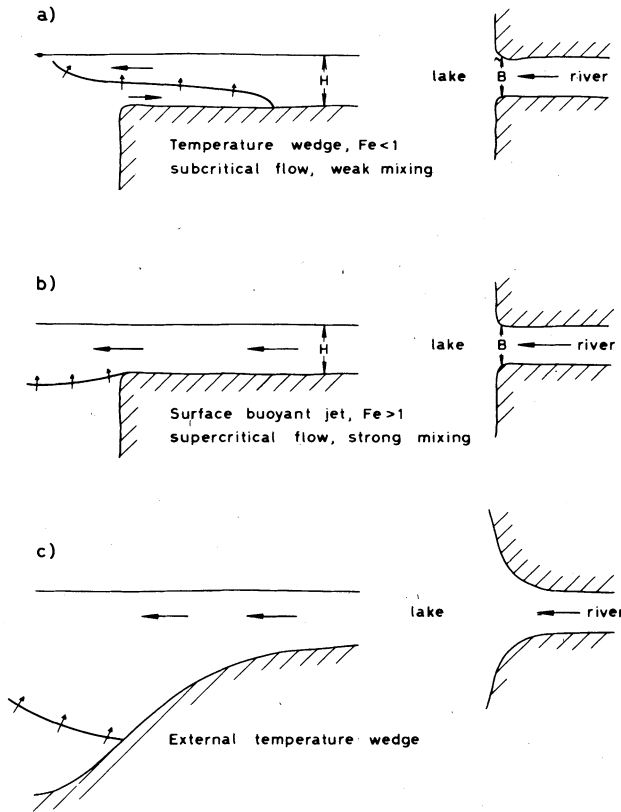 a)
H
lake B river
Temperature wedge, Fe<1
subcritical flow, weak mixing
b)
H
lake B river
Surface buoyant jet, Fe>1
supercritical flow, strong mixing
c)
lake river
External temperature wedge